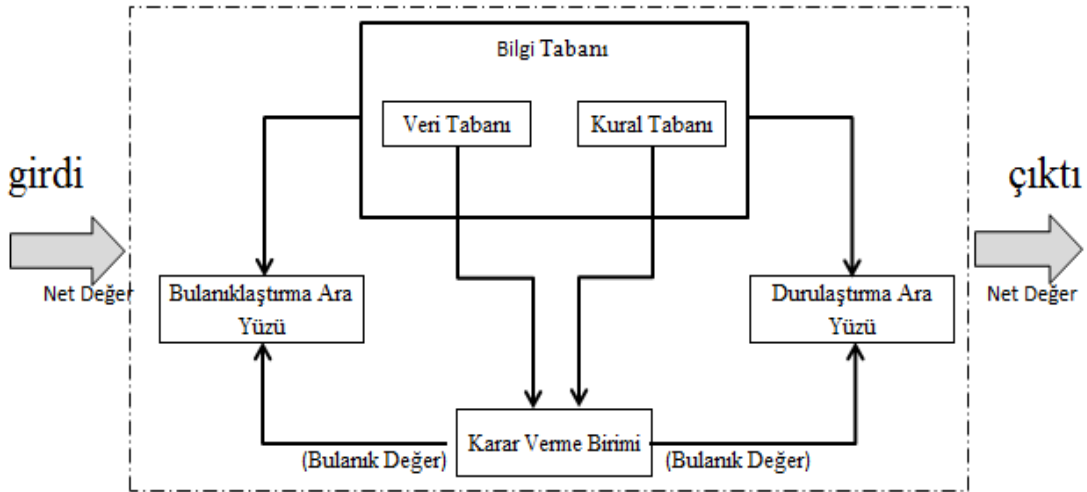 Bilgi Tabanı
Veri Tabanı
Kural Tabanı
girdi
çıktı
Net Değer
Bulanıklaştırma Ara
Yüzü
Durulaştırma Ara
Yüzü
Net Değer
Karar Verme Birimi
(Bulanık Değer)
(Bulanık Değer)